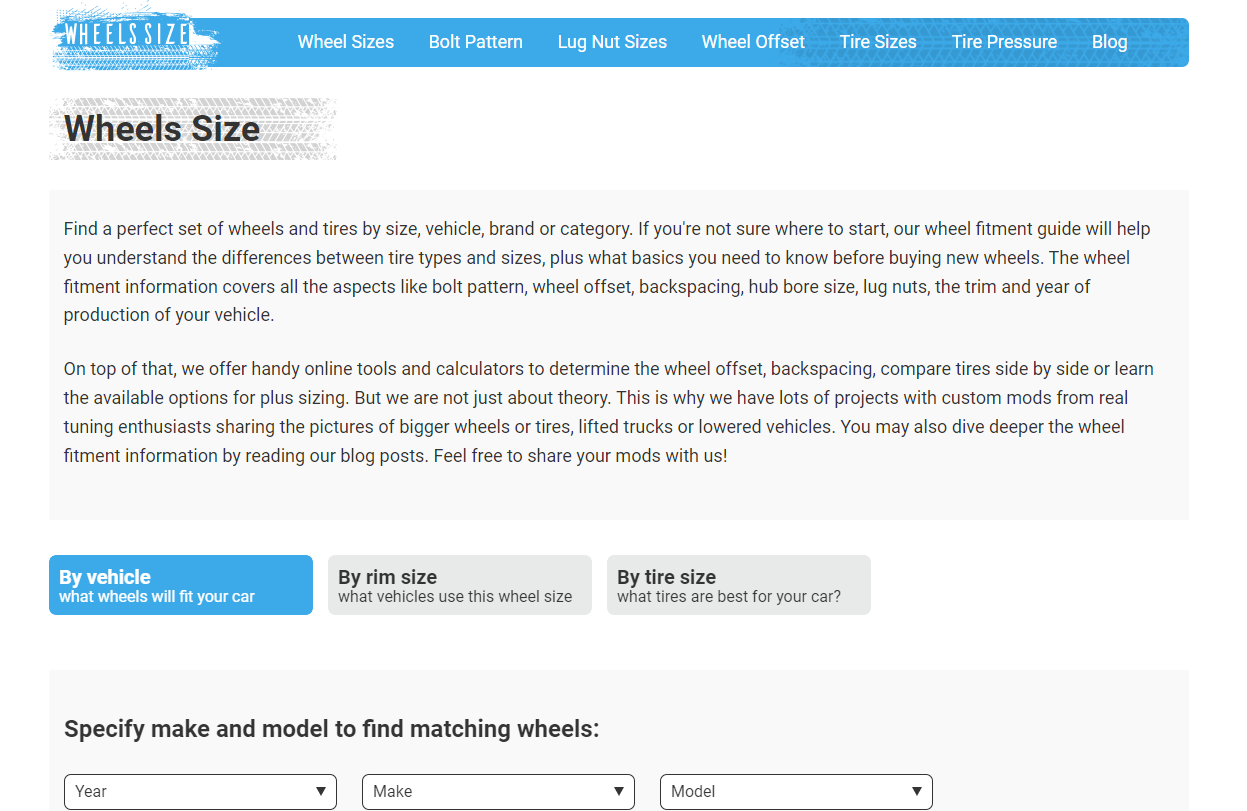 WHEELSSIZE
Wheel Sizes Bolt Pattern Lug Nut Sizes Wheel Offset Tire Sizes Tire Pressure Blog
Wheels Size
Find a perfect set of wheels and tires by size, vehicle, brand or category. If you're not sure where to start, our wheel fitment guide will help
you understand the differences between tire types and sizes, plus what basics you need to know before buying new wheels. The wheel
fitment information covers all the aspects like bolt pattern, wheel offset, backspacing, hub bore size, lug nuts, the trim and year of
production of your vehicle.
On top of that, we offer handy online tools and calculators to determine the wheel offset, backspacing, compare tires side by side or learn
the available options for plus sizing. But we are not just about theory. This is why we have lots of projects with custom mods from real
tuning enthusiasts sharing the pictures of bigger wheels or tires, lifted trucks or lowered vehicles. You may also dive deeper the wheel
fitment information by reading our blog posts. Feel free to share your mods with us!
By vehicle
what wheels will fit your car
By rim size
what vehicles use this wheel size
By tire size
what tires are best for your car?
Specify make and model to find matching wheels:
Year Make Model